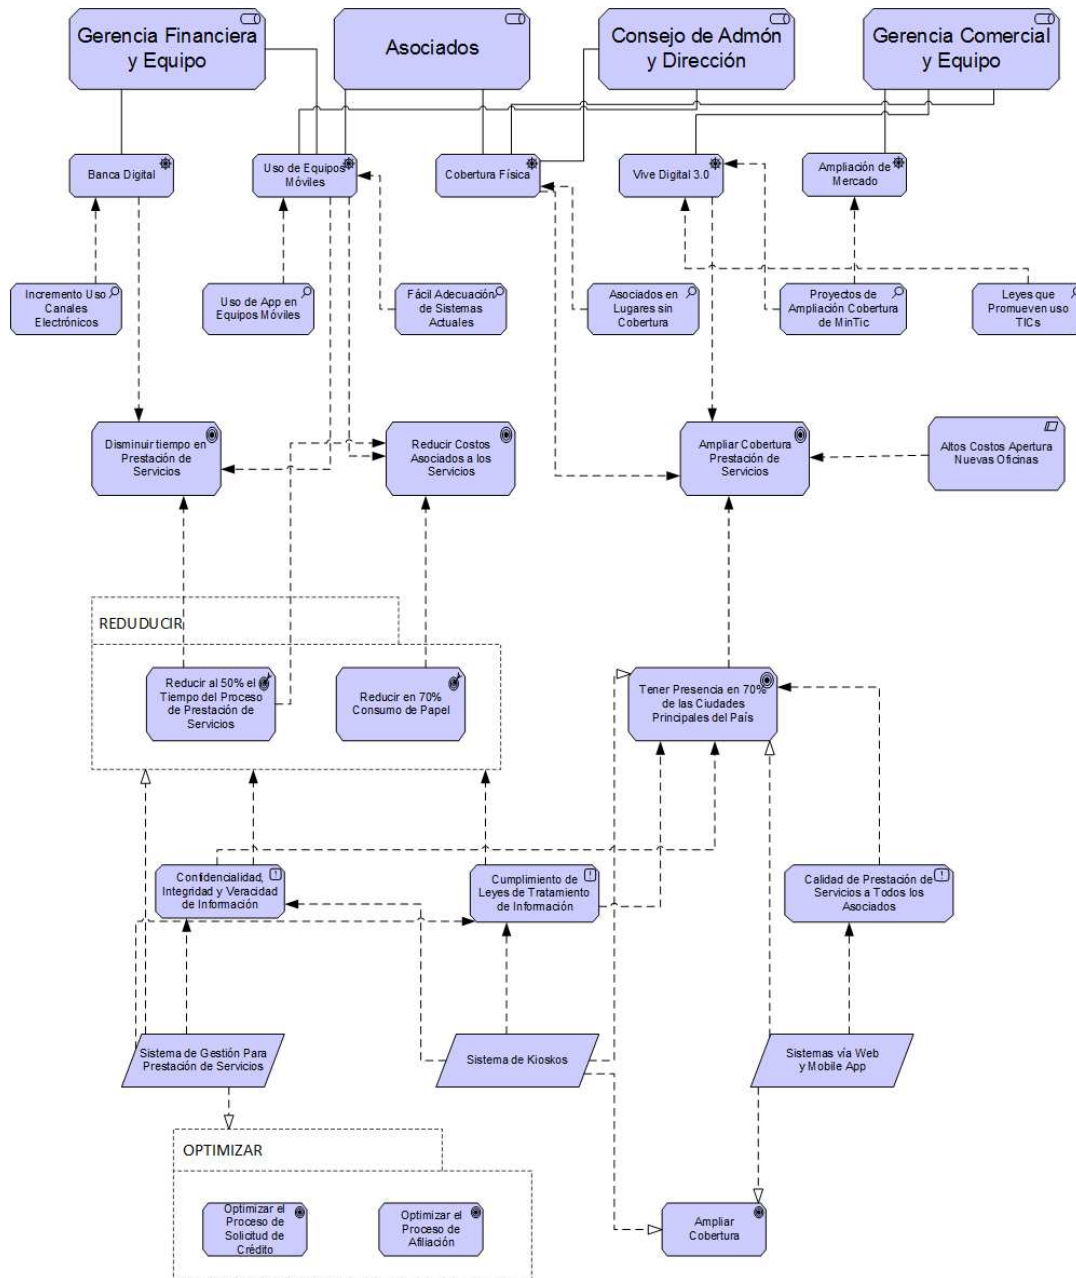 Gerencia Financiera
y Equipo
Asociados
Consejo de Admón
y Dirección
Gerencia Comercial
y Equipo
Banca Digital
Uso de Equipos
Móviles
Cobertura Física
Vive Digital 3.0
Ampliación de
Mercado
Incremento Uso
Canales
Electrónicos
Uso de App en
Equipos Móviles
Fácil Adecuación
de Sistemas
Actuales
Asociados en
Lugares sin
Cobertura
Proyectos de
Ampliación Cobertura
de MinTic
Leyes que
Promueven uso
TICs
Disminuir tiempo en
Prestación de
Servicios
Reducir Costos
Asociados a los
Servicios
Ampliar Cobertura
Prestación de
Servicios
Altos Costos Apertura
Nuevas Oficinas
REDUDUCIR
Reducir al 50% el
Tiempo del Proceso
de Prestación de
Servicios
Reducir en 70%
Consumo de Papel
Tener Presencia en 70%
de las Ciudades
Principales del País
Confidencialidad,
Integridad y Veracidad
de Información
Cumplimiento de
Leyes de Tratamiento
de Información
Calidad de Prestación de
Servicios a Todos los
Asociados
Sistema de Gestión Para
Prestación de Servicios
Sistema de Kioskos
Sistemas vía Web
y Mobile App
OPTIMIZAR
Optimizar el
Proceso de
Solicitud de
Crédito
Optimizar el
Proceso de
Afiliación
Ampliar
Cobertura